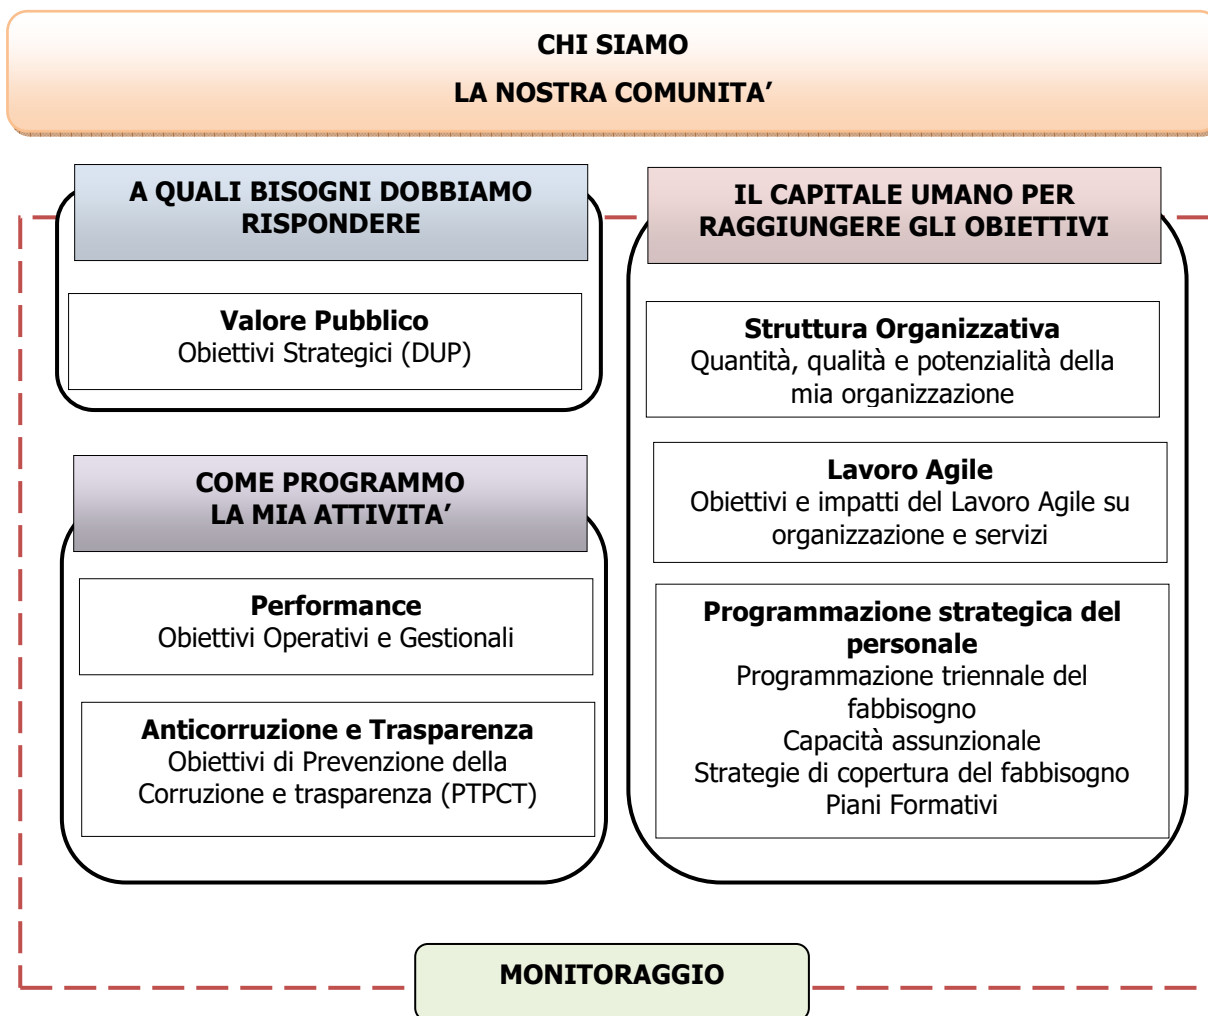 CHI SIAMO
LA NOSTRA COMUNITA’
A QUALI BISOGNI DOBBIAMO
RISPONDERE
Valore Pubblico
Obiettivi Strategici (DUP)
COME PROGRAMMO
LA MIA ATTIVITA’
Performance
Obiettivi Operativi e Gestionali
Anticorruzione e Trasparenza
Obiettivi di Prevenzione della
Corruzione e trasparenza (PTPCT)
IL CAPITALE UMANO PER
RAGGIUNGERE GLI OBIETTIVI
Struttura Organizzativa
Quantità, qualità e potenzialità della
mia organizzazione
Lavoro Agile
Obiettivi e impatti del Lavoro Agile su
organizzazione e servizi
Programmazione strategica del
personale
Programmazione triennale del
fabbisogno
Capacità assunzionale
Strategie di copertura del fabbisogno
Piani Formativi
MONITORAGGIO